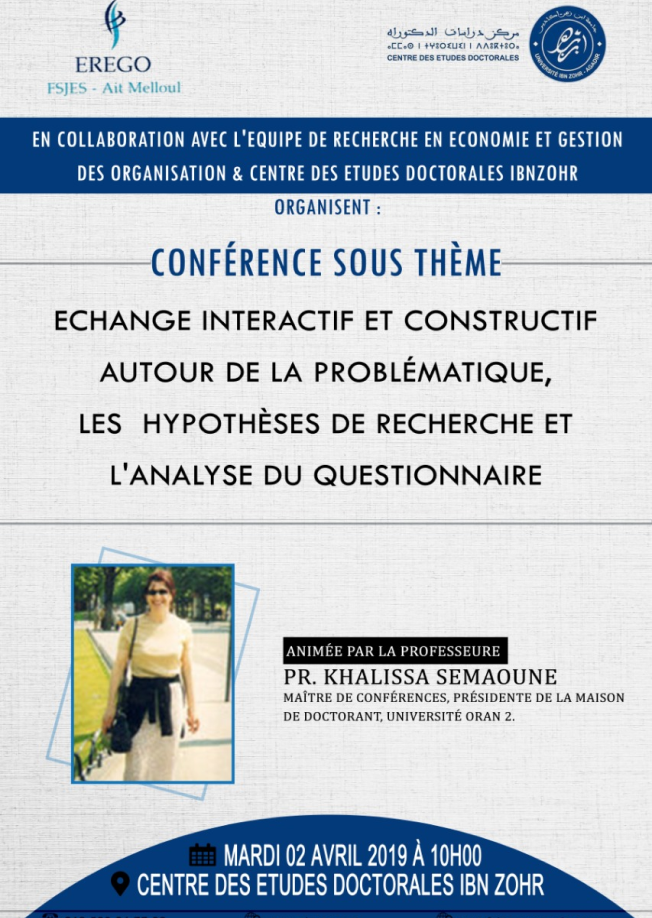 EREGO
FSJES - Ait Melloul
مركز دراسات الدكتوراه
CENTRE DES ETUDES DOCTORALES
UNIVERSITÉ IBN ZOHR - AGADIR
EN COLLABORATION AVEC L'EQUIPE DE RECHERCHE EN ECONOMIE ET GESTION
DES ORGANISATION & CENTRE DES ETUDES DOCTORALES IBNZOHR
ORGANISENT :
CONFÉRENCE SOUS THÈME
ECHANGE INTERACTIF ET CONSTRUCTIF
AUTOUR DE LA PROBLÉMATIQUE,
LES HYPOTHÈSES DE RECHERCHE ET
L'ANALYSE DU QUESTIONNAIRE
ANIMÉE PAR LA PROFESSEURE
PR. KHALISSA SEMAOUNE
MAÎTRE DE CONFÉRENCES, PRÉSIDENTE DE LA MAISON
DE DOCTORANT, UNIVERSITÉ ORAN 2.
MARDI 02 AVRIL 2019 À 10H00
CENTRE DES ETUDES DOCTORALES IBN ZOHR